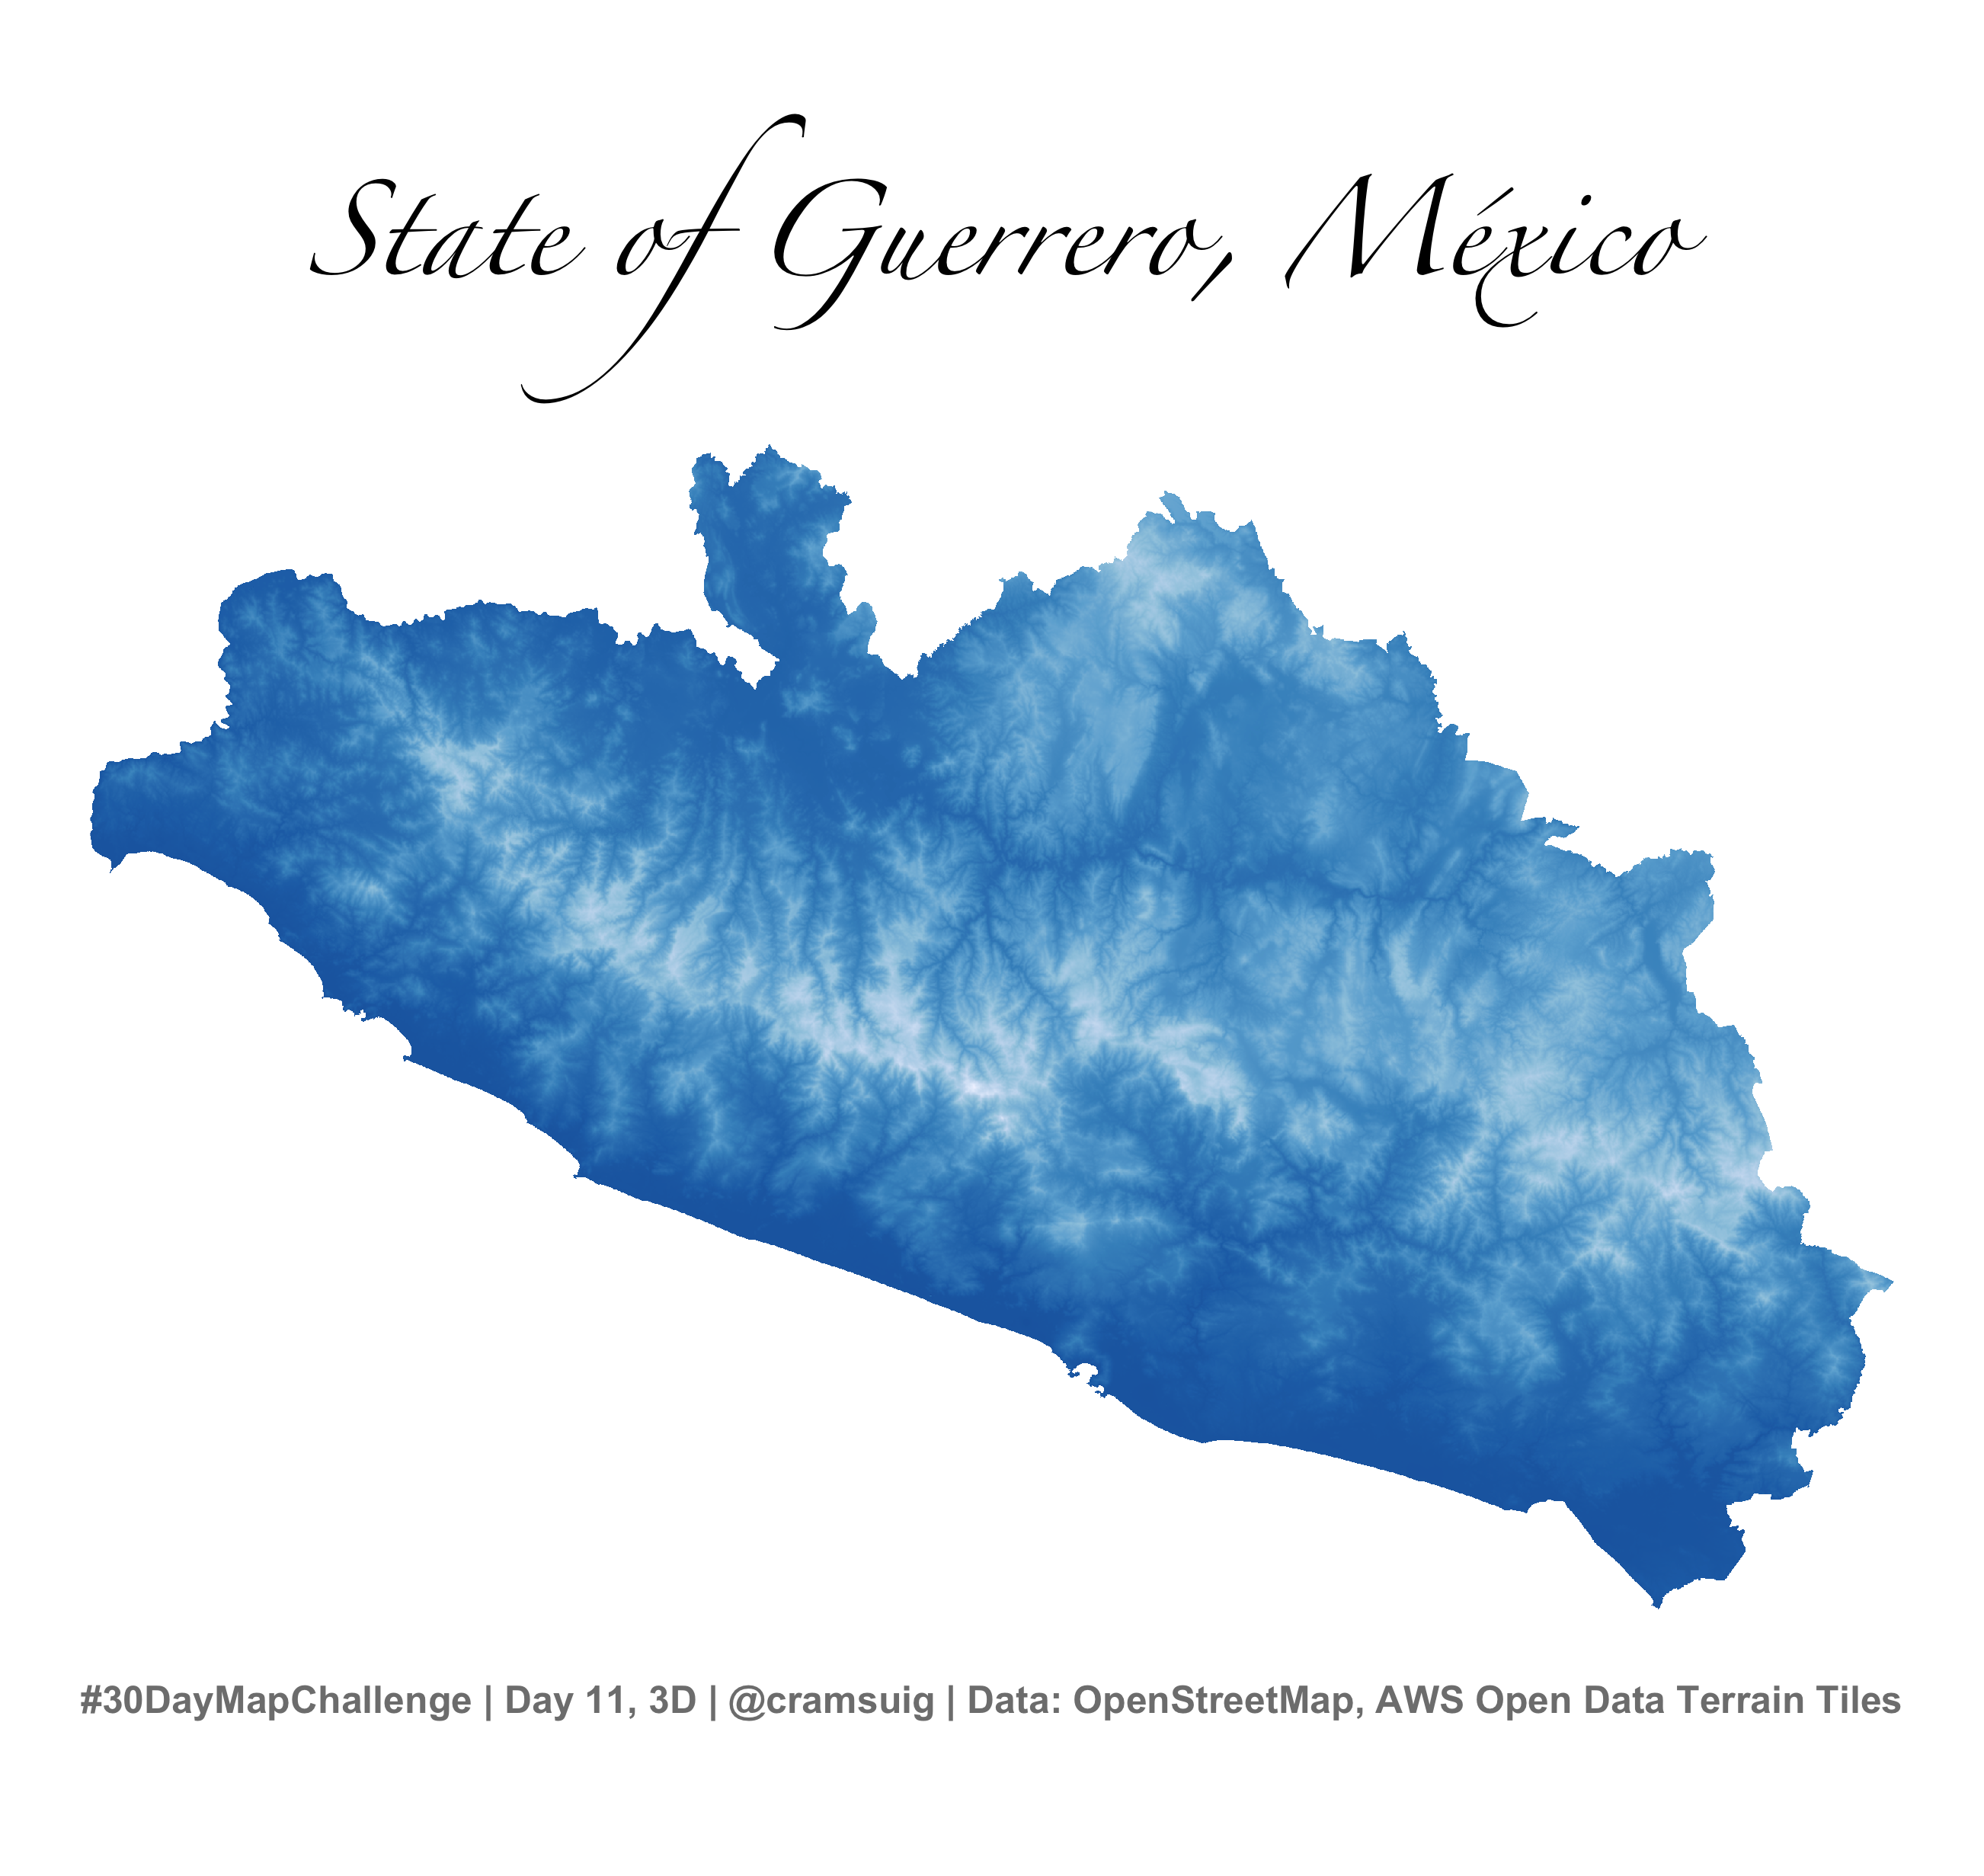 State of Guerrero, México
#30DayMapChallenge | Day 11, 3D | @cramsuig | Data: OpenStreetMap, AWS Open Data Terrain Tiles